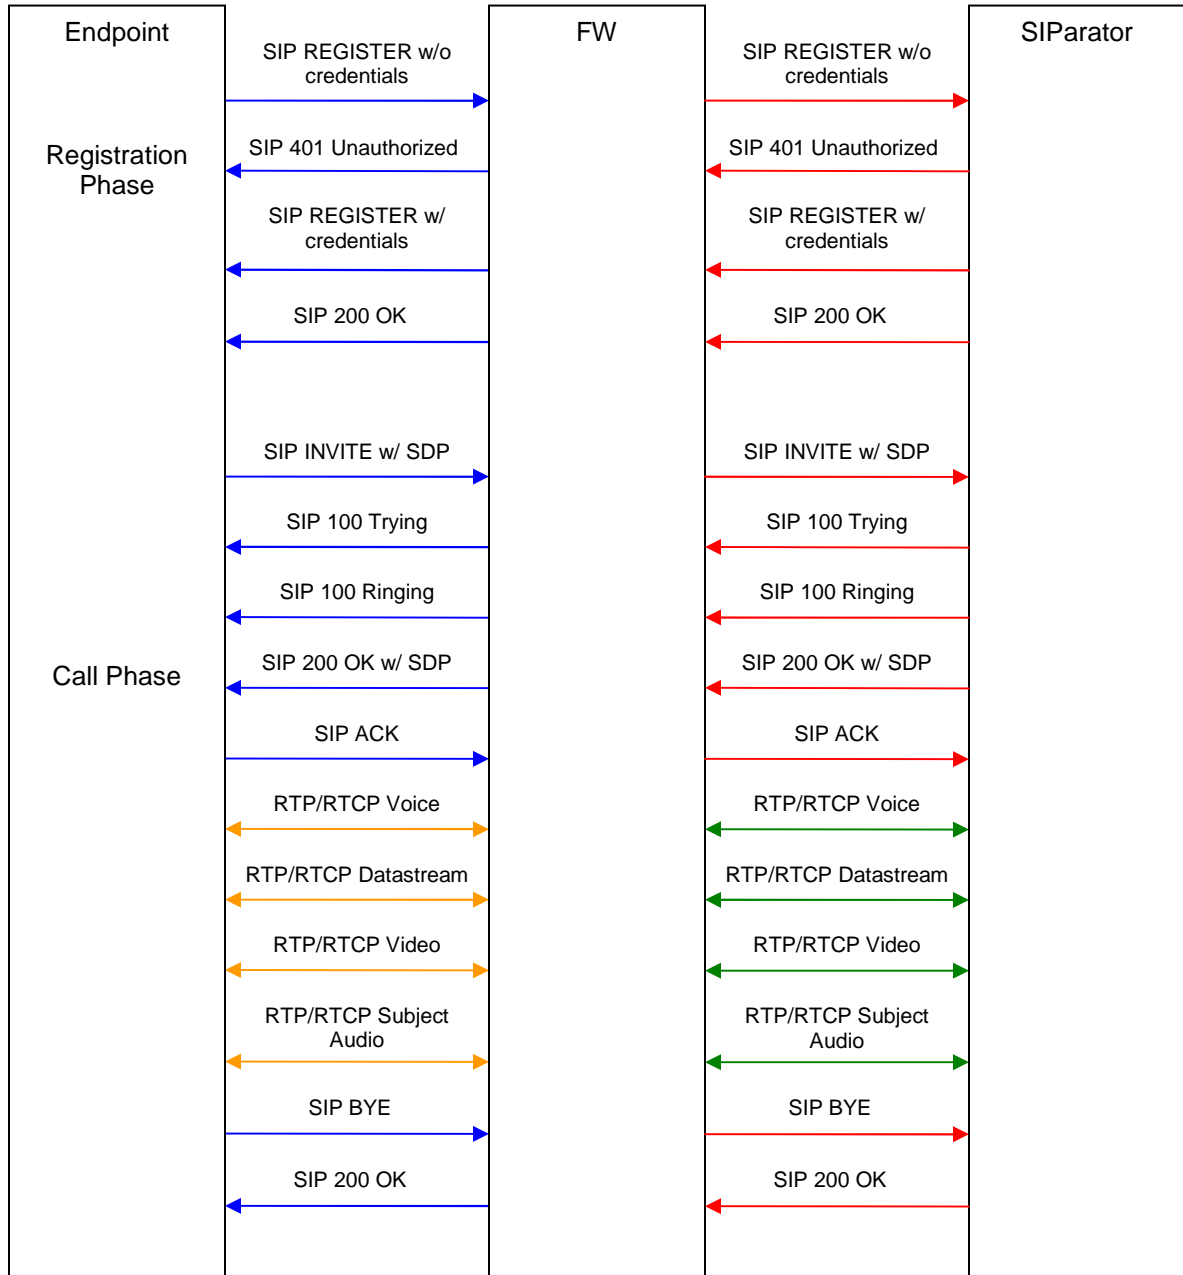 Endpoint
FW
SIParator
SIP REGISTER w/o
credentials
SIP REGISTER w/o
credentials
Registration
Phase
SIP 401 Unauthorized
SIP 401 Unauthorized
SIP REGISTER w/
credentials
SIP REGISTER w/
credentials
SIP 200 OK
SIP 200 OK
SIP INVITE w/ SDP
SIP INVITE w/ SDP
SIP 100 Trying
SIP 100 Trying
SIP 100 Ringing
SIP 100 Ringing
Call Phase
SIP 200 OK w/ SDP
SIP 200 OK w/ SDP
SIP ACK
SIP ACK
RTP/RTCP Voice
RTP/RTCP Voice
RTP/RTCP Datastream
RTP/RTCP Datastream
RTP/RTCP Video
RTP/RTCP Video
RTP/RTCP Subject
Audio
RTP/RTCP Subject
Audio
SIP BYE
SIP BYE
SIP 200 OK
SIP 200 OK